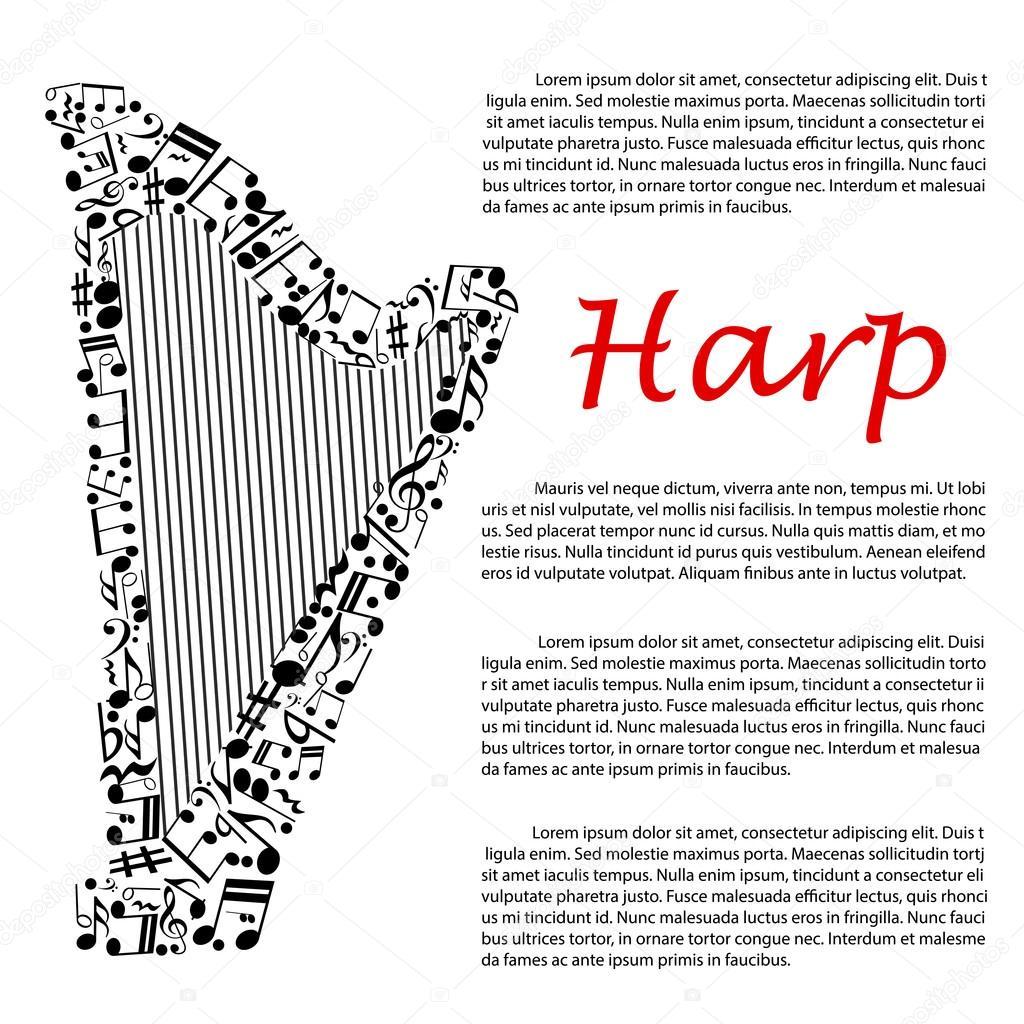 Lorem ipsum dolor sit amet, consectetur adipiscing elit. Duis t
ligula enim. Sed molestie maximus porta. Maecenas sollicitudin torti
sit amet iaculis tempus. Nulla enim ipsum, tincidunt a consectetur ei
vulputate pharetra justo. Fusce malesuada efficitur lectus, quis rhonc
us mi tincidunt id. Nunc malesuada luctus eros in fringilla. Nunc fauci
bus ultrices tortor, in ornare tortor congue nec. Interdum et malesuai
da fames ac ante ipsum primis in faucibus.
Harp
Mauris vel neque dictum, viverra ante non, tempus mi. Ut lobi
uris et nisl vulputate, vel mollis nisi facilisis. In tempus molestie rhonc
us. Sed placerat tempor nunc id cursus. Nulla quis mattis diam, et mo
lestie risus. Nulla tincidunt id purus quis vestibulum. Aenean eleifend
eros id vulputate volutpat. Aliquam finibus ante in luctus volutpat.
Lorem ipsum dolor sit amet, consectetur adipiscing elit. Duisi
ligula enim. Sed molestie maximus porta. Maecenas sollicitudin torto
r sit amet iaculis tempus. Nulla enim ipsum, tincidunt a consectetur ii
vulputate pharetra justo. Fusce malesuada efficitur lectus, quis rhonc
us mi tincidunt id. Nunc malesuada luctus eros in fringilla. Nunc fauci
bus ultrices tortor, in ornare tortor congue nec. Interdum et malesua
da fames ac ante ipsum primis in faucibus.
Lorem ipsum dolor sit amet, consectetur adipiscing elit. Duis t
ligula enim. Sed molestie maximus porta. Maecenas sollicitudin tortj
sit amet iaculis tempus. Nulla enim ipsum, tincidunt a consectetur eli
vulputate pharetra justo. Fusce malesuada efficitur lectus, quis rhonci
us mi tincidunt id. Nunc malesuada luctus eros in fringilla. Nunc fauci
bus ultrices tortor, in ornare tortor congue nec. Interdum et malesme
da fames ac ante ipsum primis in faucibus.
depositphotos